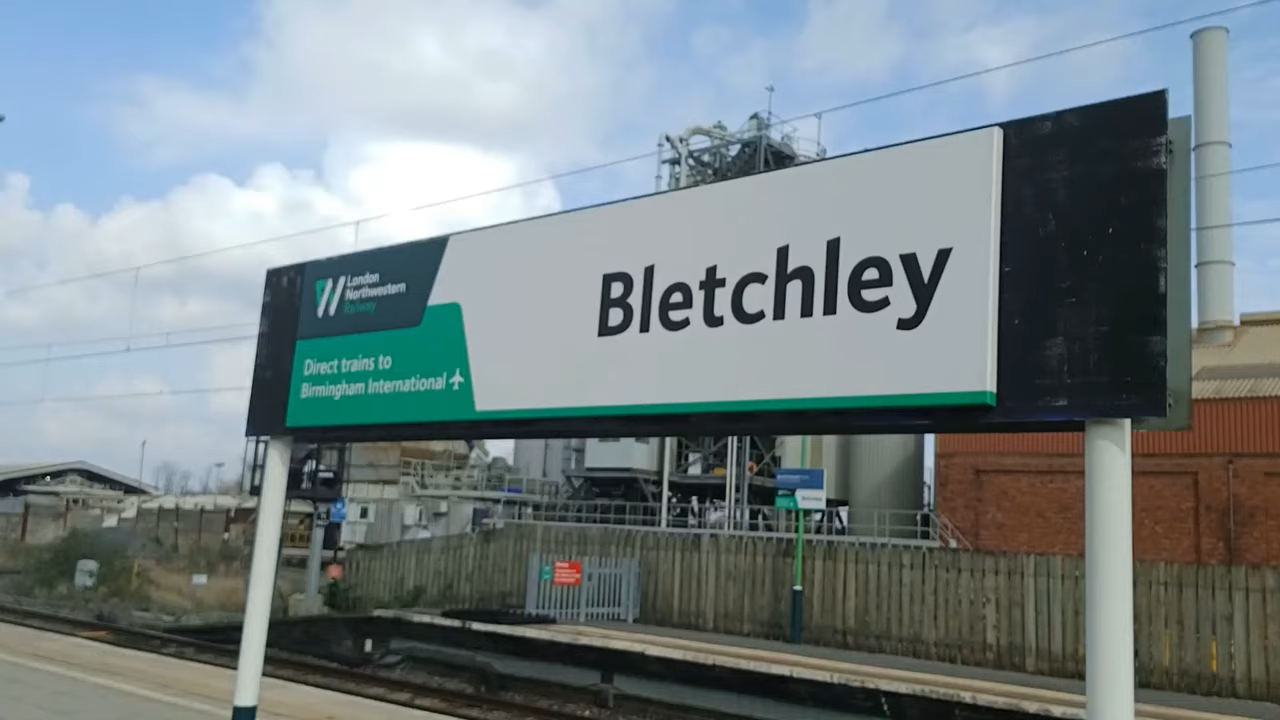 London
Northwestern
Railway
Direct trains to
Birmingham International
Bletchley